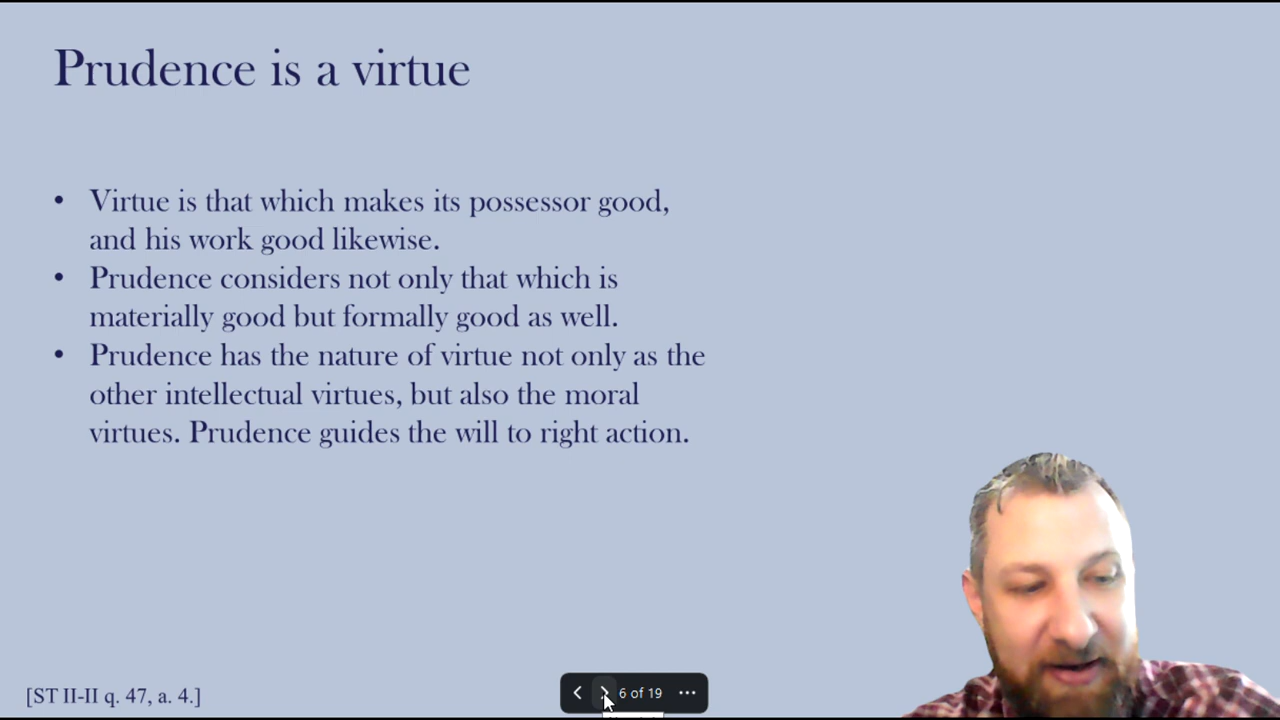 Prudence is a virtue
• Virtue is that which makes its possessor good,
and his work good likewise.
• Prudence considers not only that which is
materially good but formally good as well.
• Prudence has the nature of virtue not only as the
other intellectual virtues, but also the moral
virtues. Prudence guides the will to right action.
[ST II-II q. 47, a. 4.]
6 of 19